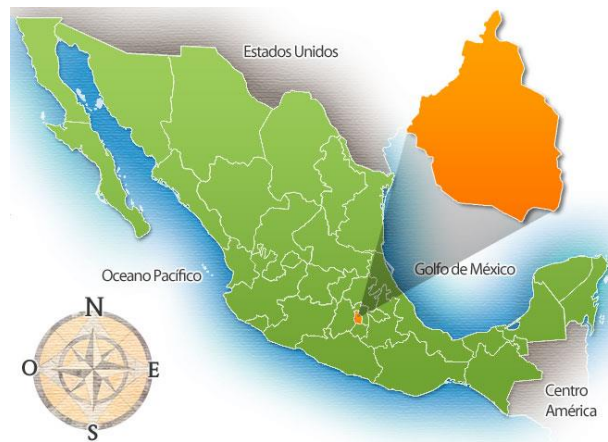 Estados Unidos
Oceano Pacífico
Golfo de México
N
O
E
S
Centro
América